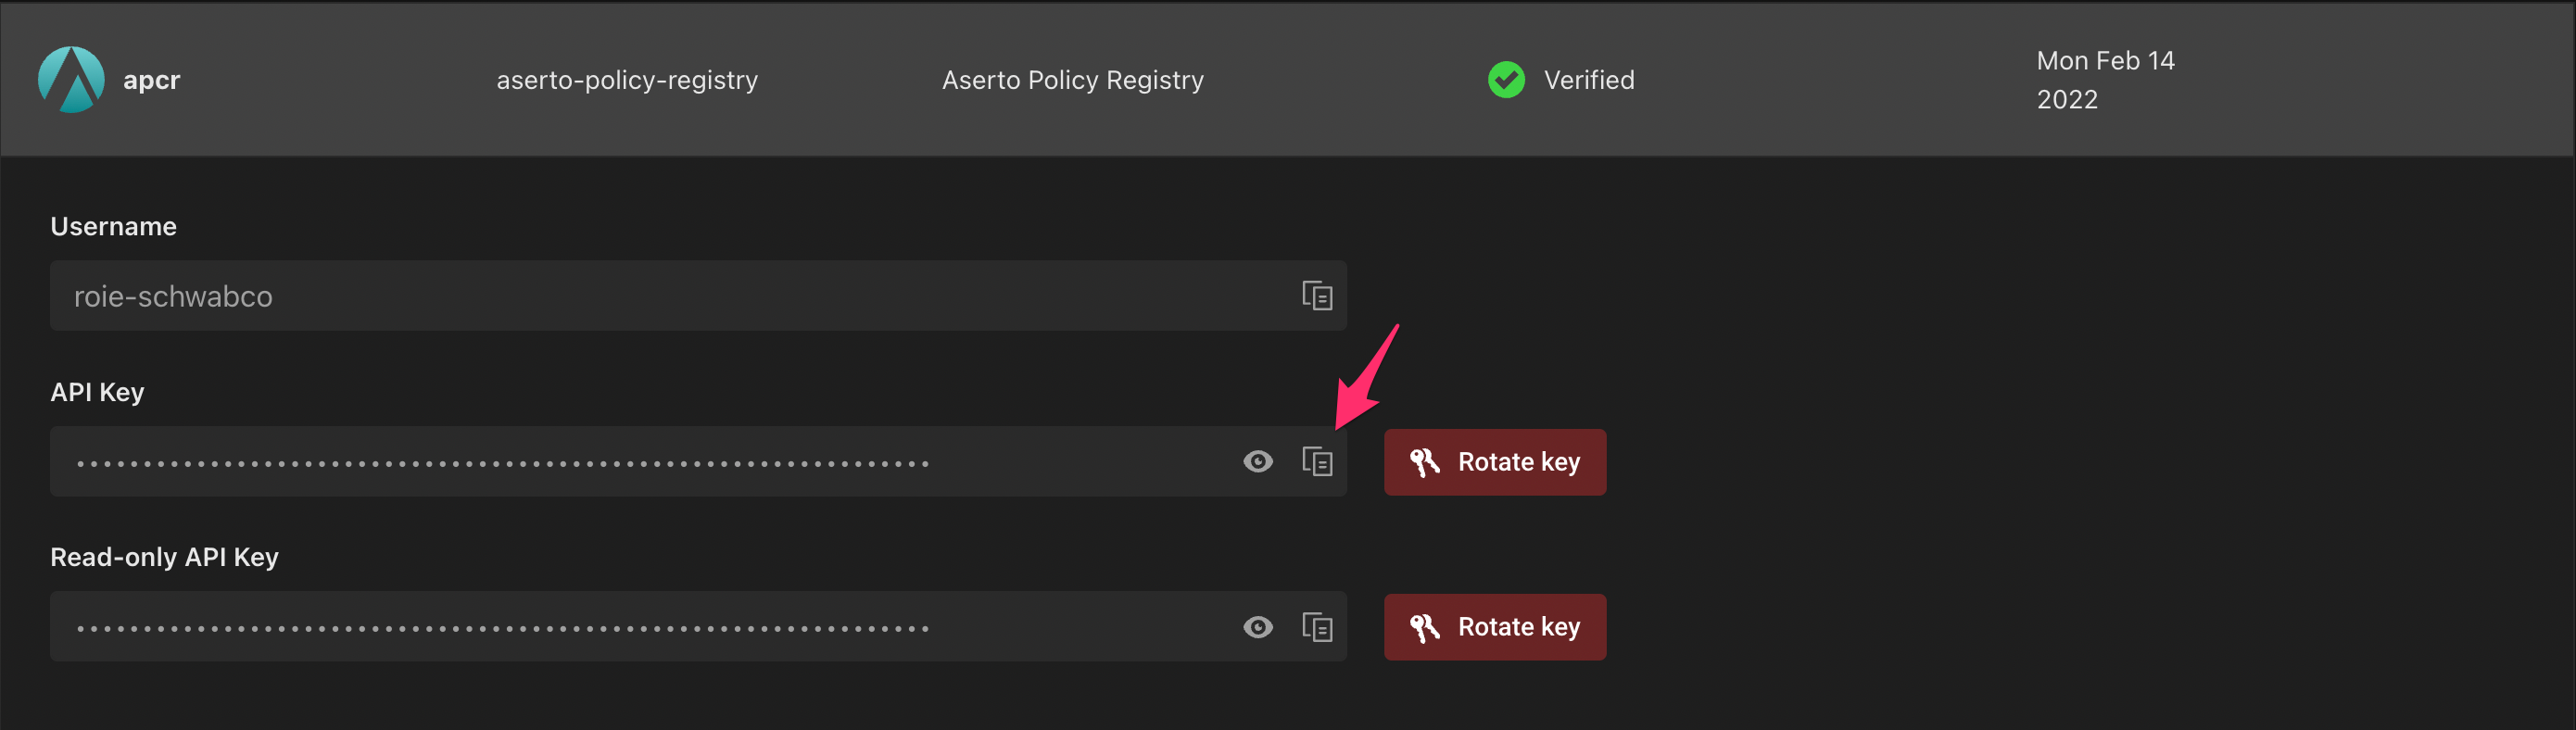 apcr
aserto-policy-registry
Aserto Policy Registry
Verified
Mon Feb 14
2022
Username
roie-schwabco
API Key
Rotate key
Read-only API Key
Rotate key